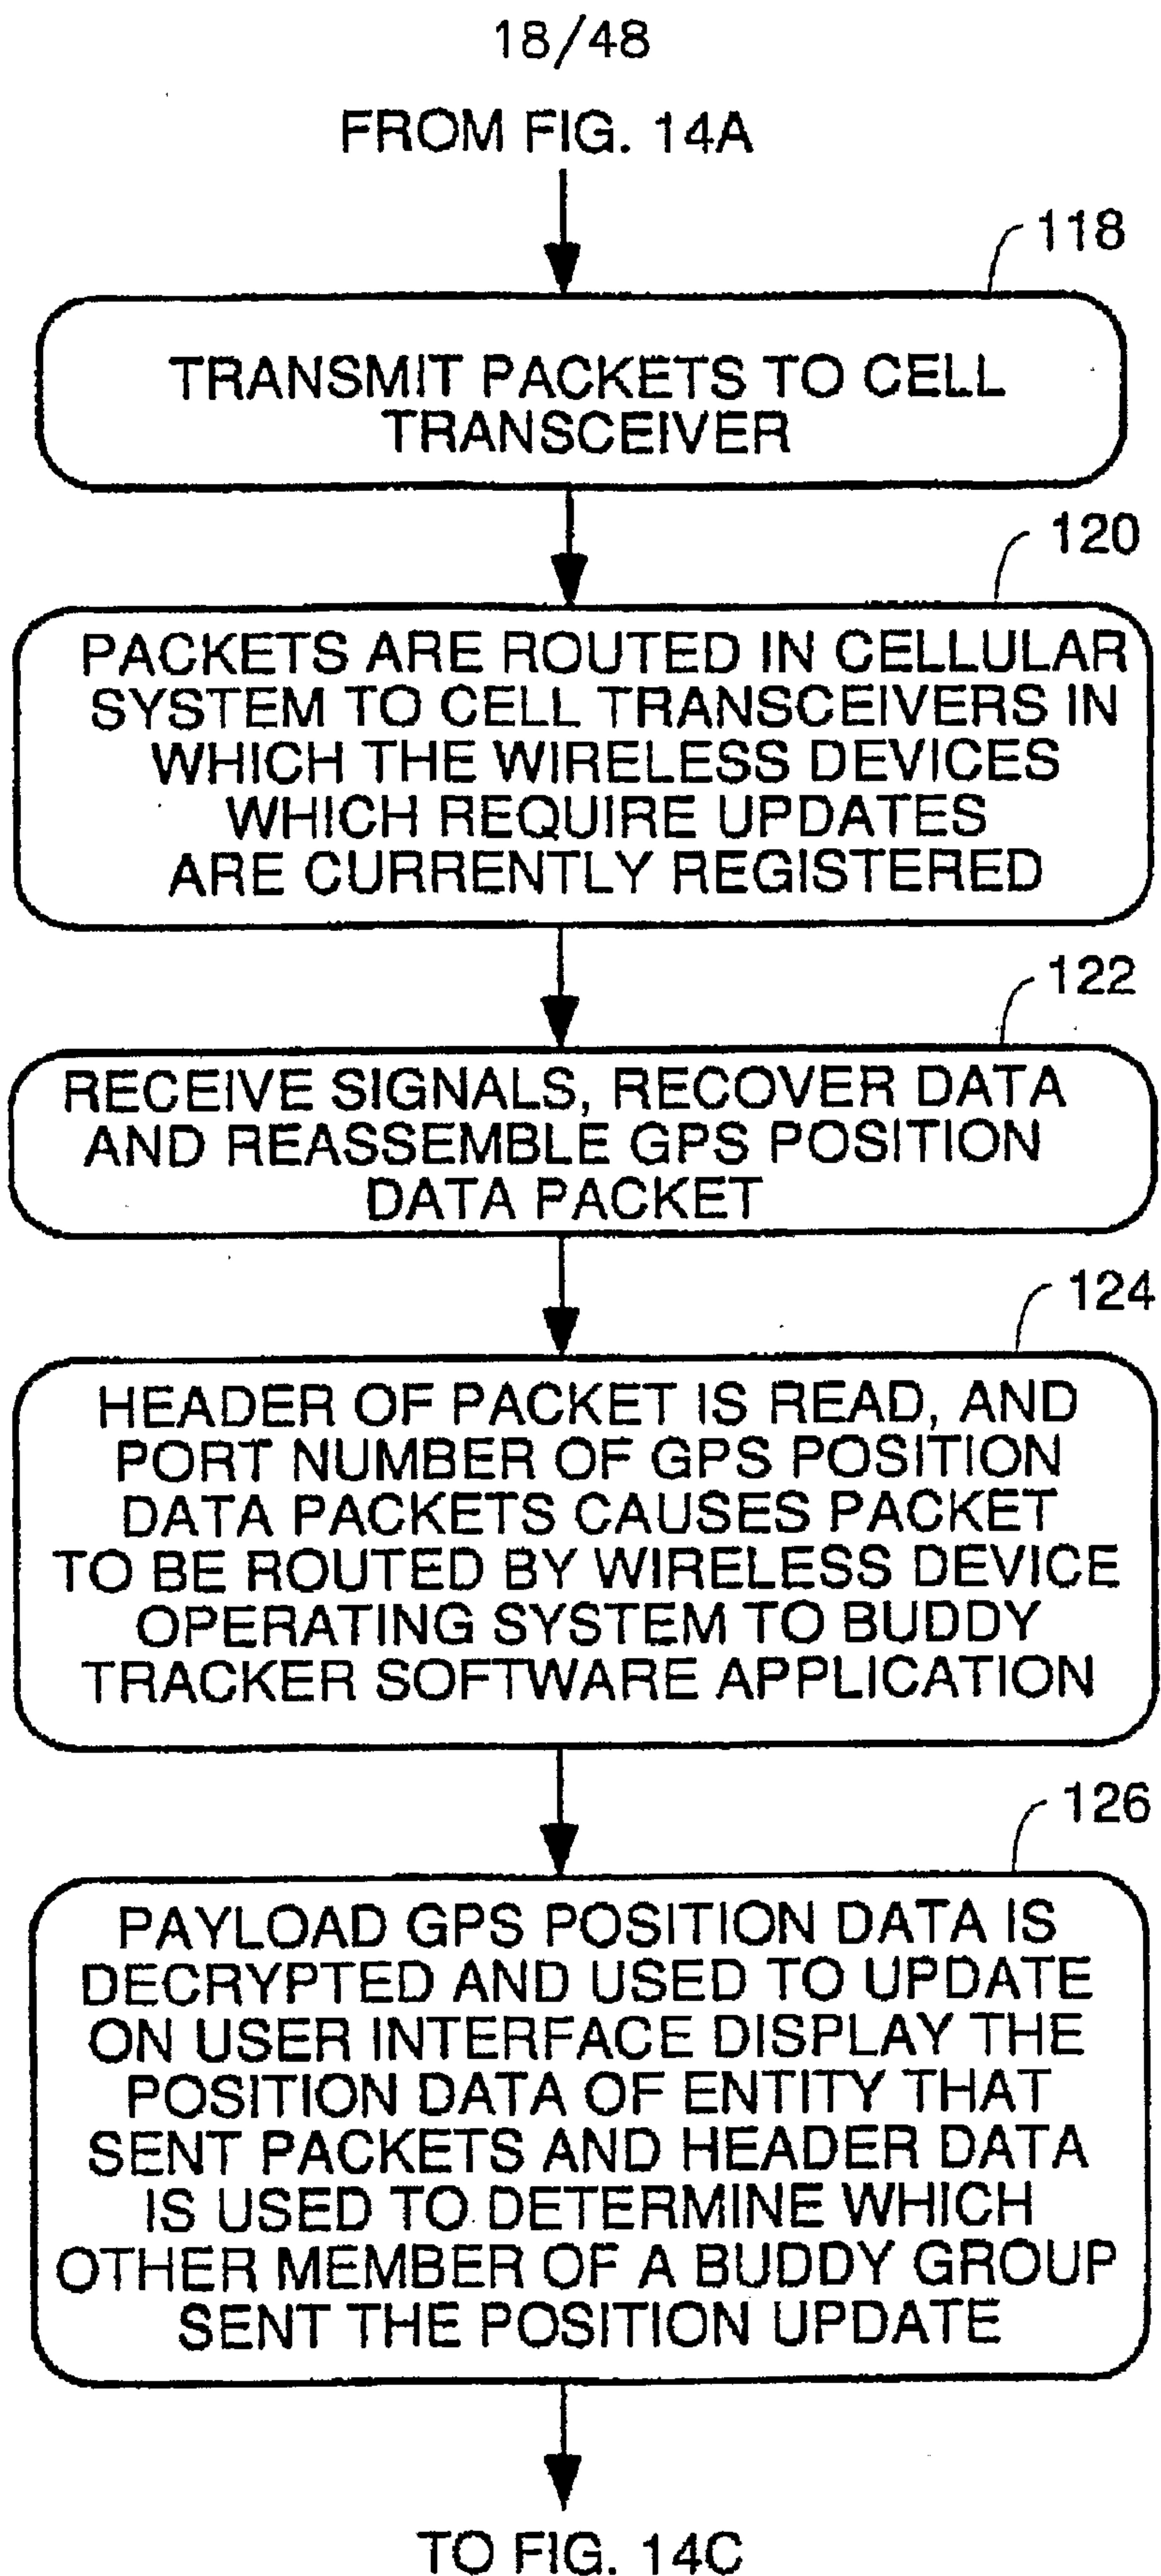 18/48
FROM FIG. 14A
118
TRANSMIT PACKETS TO CELL
TRANSCEIVER
120
PACKETS ARE ROUTED IN CELLULAR
SYSTEM TO CELL TRANSCEIVERS IN
WHICH THE WIRELESS DEVICES
WHICH REQUIRE UPDATES
ARE CURRENTLY REGISTERED
122
RECEIVE SIGNALS, RECOVER DATA
AND REASSEMBLE GPS POSITION
DATA PACKET
124
HEADER OF PACKET IS READ, AND
PORT NUMBER OF GPS POSITION
DATA PACKETS CAUSES PACKET
TO BE ROUTED BY WIRELESS DEVICE
OPERATING SYSTEM TO BUDDY
TRACKER SOFTWARE APPLICATION
126
PAYLOAD GPS POSITION DATA IS
DECRYPTED AND USED TO UPDATE
ON USER INTERFACE DISPLAY THE
POSITION DATA OF ENTITY THAT
SENT PACKETS AND HEADER DATA
IS USED TO DETERMINE WHICH
OTHER MEMBER OF A BUDDY GROUP
SENT THE POSITION UPDATE
TO FIG. 14C